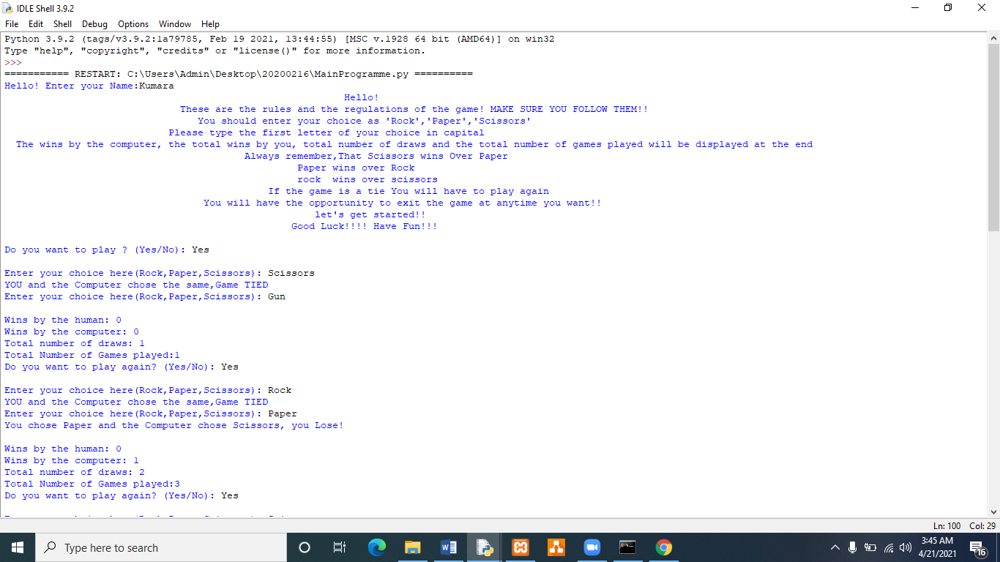 IDLE Shell 3.9.2
File Edit Shell Debug Options Window Help
Python 3.9.2 (tags/v3.9.2:1a79785, Feb 19 2021, 13:44:55) [MSC v.1928 64 bit (AMD64)] on win32
Type "help", "copyright", "credits" or "license()" for more information.
>>>
=========== RESTART: C:\Users\Admin\Desktop\20200216\MainProgramme.py ==========
Hello! Enter your Name:Kumara
Hello!
These are the rules and the regulations of the game! MAKE SURE YOU FOLLOW THEM!!
You should enter your choice as 'Rock','Paper','Scissors'
Please type the first letter of your choice in capital
The wins by the computer, the total wins by you, total number of draws and the total number of games played will be displayed at the end
Always remember,That Scissors wins Over Paper
Paper wins over Rock
rock  wins over scissors
If the game is a tie You will have to play again
You will have the opportunity to exit the game at anytime you want!!
let's get started!!
Good Luck!!!! Have Fun!!!
Do you want to play ? (Yes/No): Yes
Enter your choice here(Rock,Paper,Scissors): Scissors
YOU and the Computer chose the same,Game TIED
Enter your choice here(Rock,Paper,Scissors): Gun
Wins by the human: 0
Wins by the computer: 0
Total number of draws: 1
Total Number of Games played:1
Do you want to play again? (Yes/No): Yes
Enter your choice here(Rock,Paper,Scissors): Rock
YOU and the Computer chose the same,Game TIED
Enter your choice here(Rock,Paper,Scissors): Paper
You chose Paper and the Computer chose Scissors, you Lose!
Wins by the human: 0
Wins by the computer: 1
Total number of draws: 2
Total Number of Games played:3
Do you want to play again? (Yes/No): Yes
Ln: 100 Col: 29
Type here to search
3:45 AM
4/21/2021
16